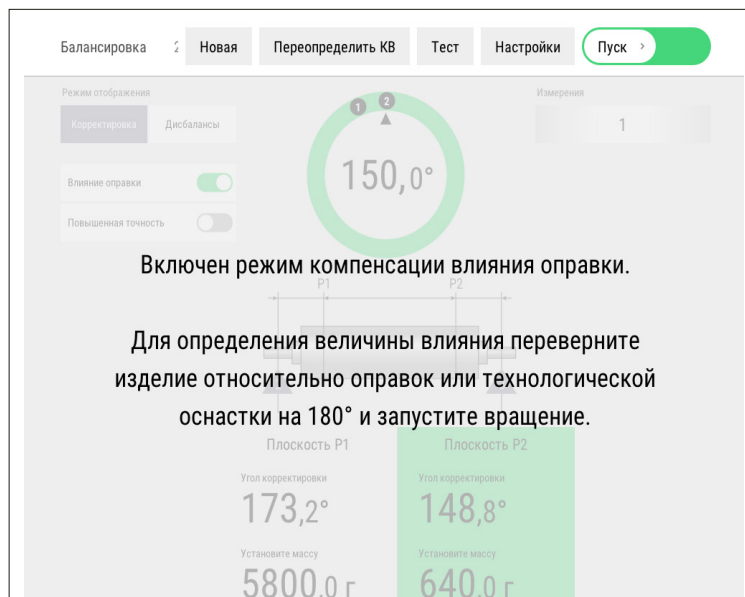 Балансировка 2 Новая Переопределить КВ Тест Настройки Пуск
Режим отображения
Измерения
1 2
Корректировка Дисбалансы
1
150,0°
Влияние оправки
Повышенная точность
Включен режим компенсации влияния оправки.
P1 P2
Для определения величины влияния переверните
изделие относительно оправок или технологической
оснастки на 180° и запустите вращение.
Плоскость P1 Плоскость P2
Угол корректировки Угол корректировки
173,2° 148,8°
Установите массу Установите массу
5800,0 г 640,0 г